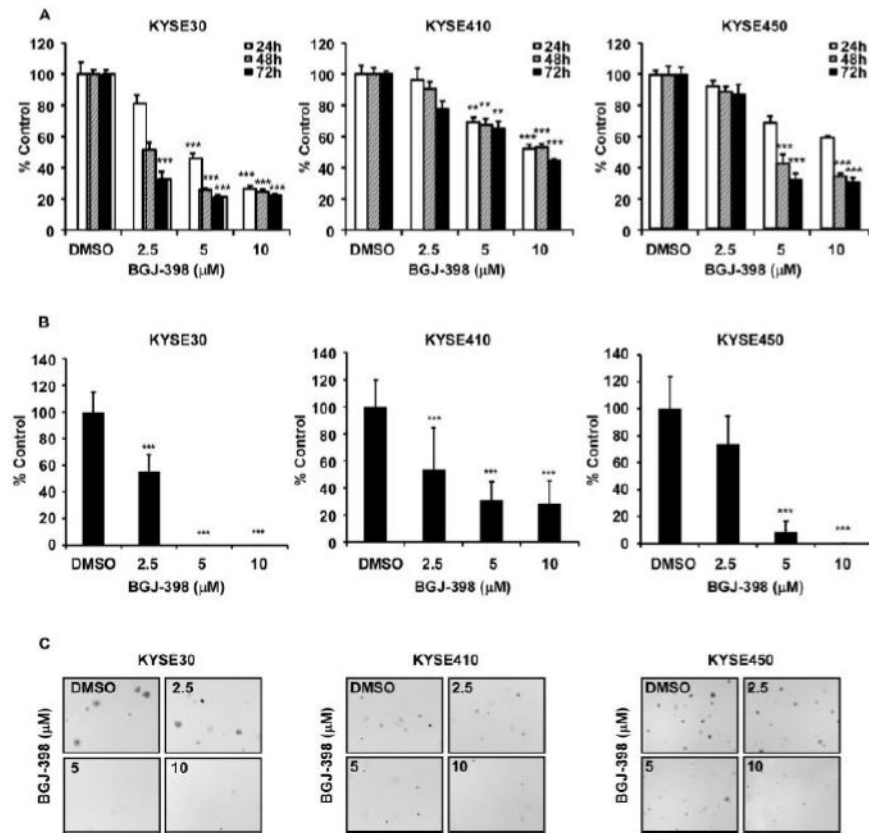 A
KYSE30
KYSE410
KYSE450
120
100
80
60
40
20
0
% Control
24h
48h
72h
***
***
***
***
***
***
***
DMSO 2.5 5 10
BGJ-398 (µM)
120
100
80
60
40
20
0
% Control
24h
48h
72h
**
**
**
***
***
***
DMSO 2.5 5 10
BGJ-398 (µM)
120
100
80
60
40
20
0
% Control
24h
48h
72h
***
***
***
***
DMSO 2.5 5 10
BGJ-398 (µM)
B
KYSE30
KYSE410
KYSE450
140
120
100
80
60
40
20
0
% Control
***
***
***
DMSO 2.5 5 10
BGJ-398 (µM)
140
120
100
80
60
40
20
0
% Control
***
***
***
DMSO 2.5 5 10
BGJ-398 (µM)
140
120
100
80
60
40
20
0
% Control
***
***
DMSO 2.5 5 10
BGJ-398 (µM)
C
KYSE30
KYSE410
KYSE450
BGJ-398 (µM)
DMSO 2.5
5 10
BGJ-398 (µM)
DMSO 2.5
5 10
BGJ-398 (µM)
DMSO 2.5
5 10